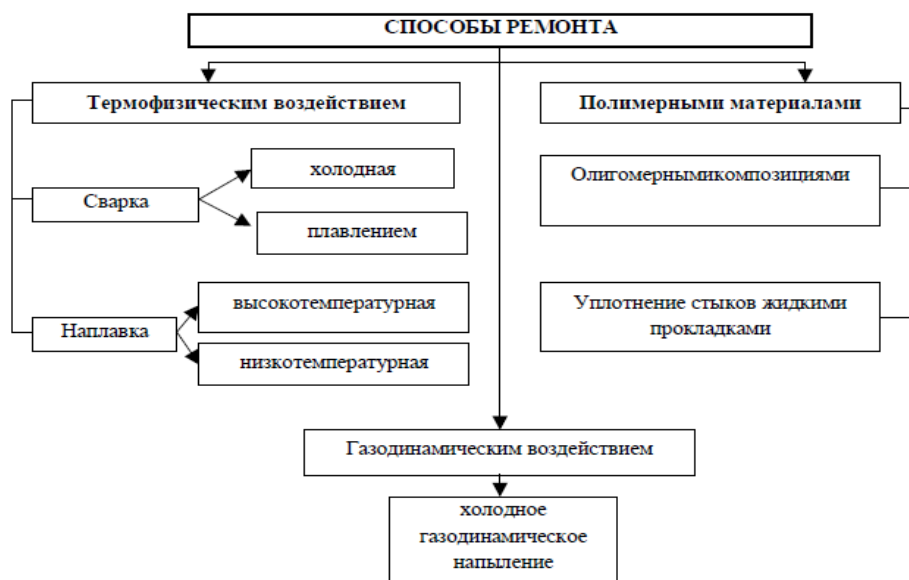 СПОСОБЫ РЕМОНТА
Термофизическим воздействием
Полимерными материалами
холодная
Сварка
плавлением
Олигомернымикомпозициями
высокотемпературная
Наплавка
низкотемпературная
Уплотнение стыков жидкими
прокладками
Газодинамическим воздействием
холодное
газодинамическое
напыление